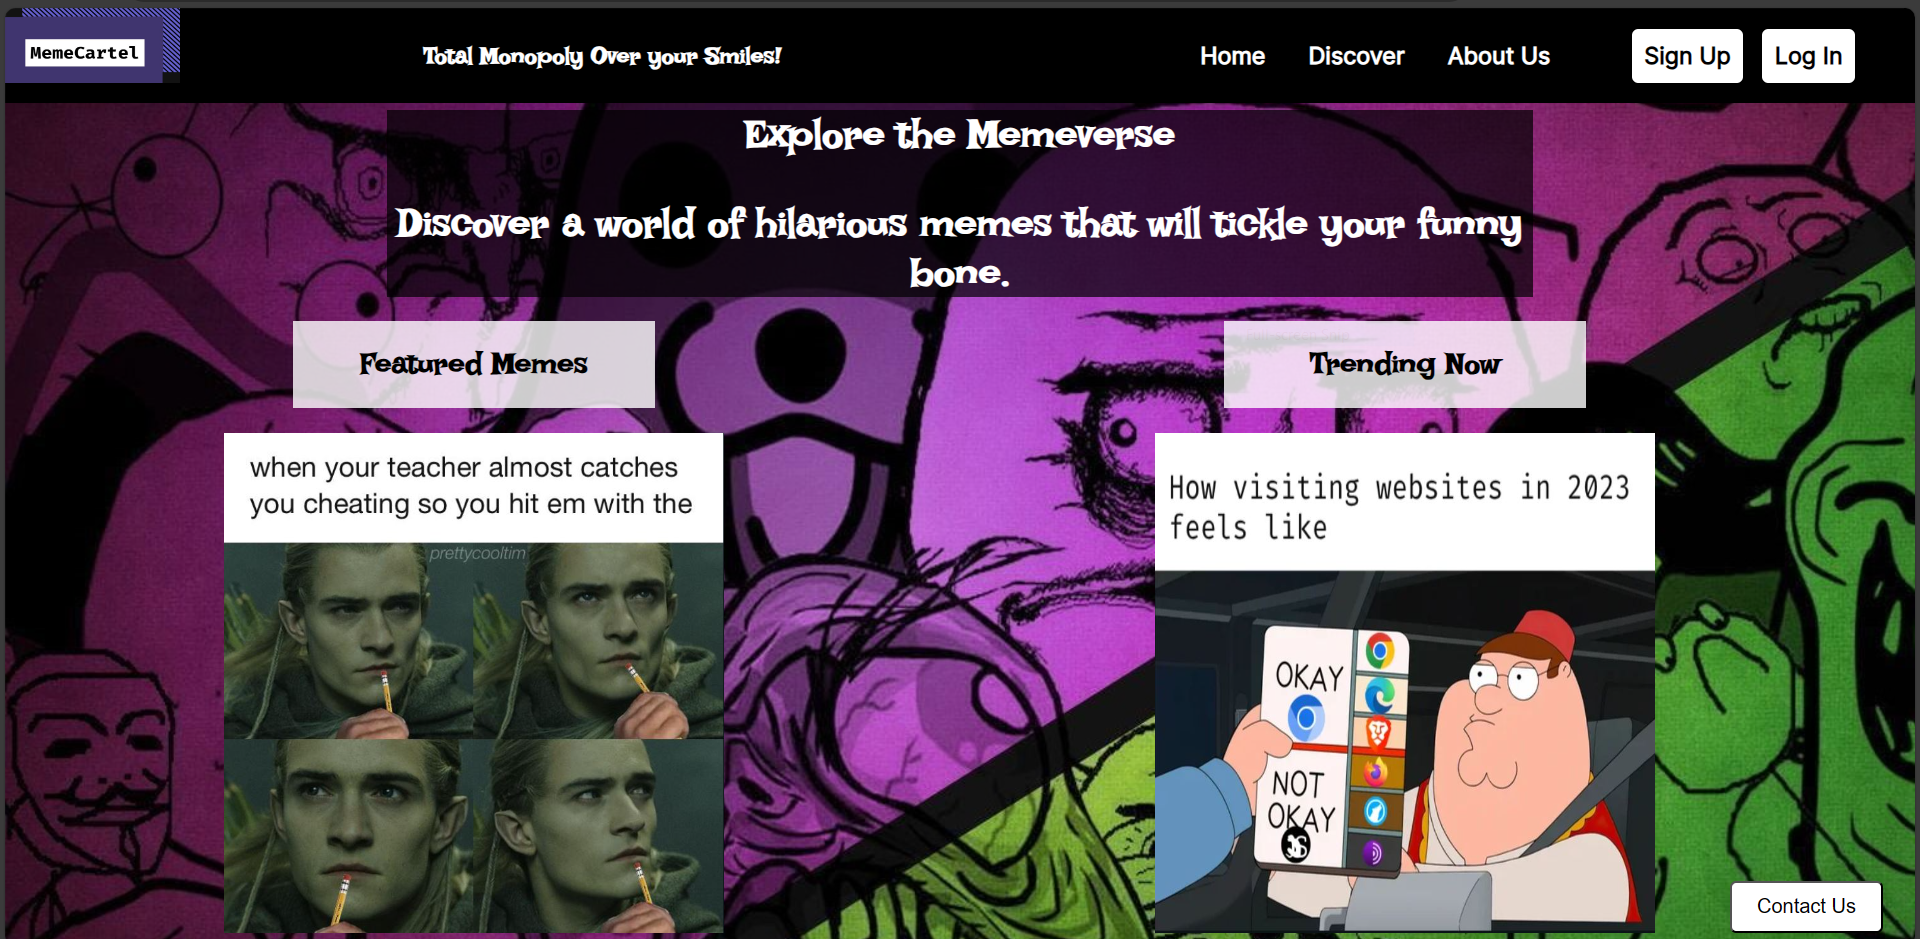 MemeCartel
Total Monopoly Over your Smiles!
Home
Discover
About Us
Sign Up
Log In
Explore the Memeverse
Discover a world of hilarious memes that will tickle your funny
bone.
Featured Memes
Trending Now
when your teacher almost catches
you cheating so you hit em with the
prettycooltim
How visiting websites in 2023
feels like
OKAY
NOT
OKAY
Contact Us